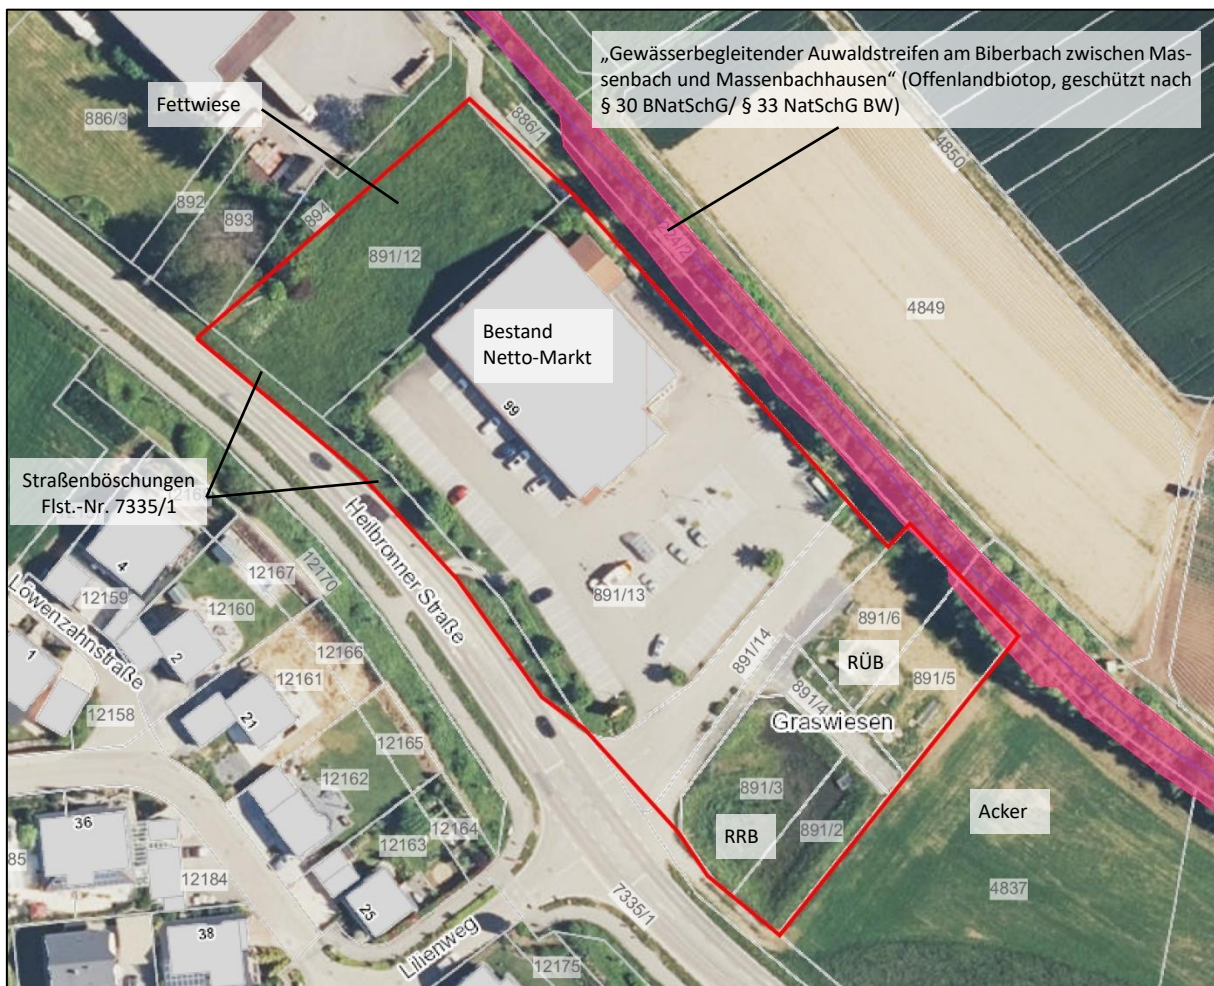 „Gewässerbegleitender Auwaldstreifen am Biberbach zwischen Mas-
senbach und Massenbachhausen“ (Offenlandbiotop, geschützt nach
§ 30 BNatSchG/ § 33 NatSchG BW)
Fettwiese
886/3
886/1
4850
892
893
894
891/12
4849
Bestand
Netto-Markt
99
Straßenböschungen
Flst.-Nr. 7335/1
Heilbronner Straße
4
12167
12170
12159
12160
Löwenzahnstraße
1
2
12166
12161
891/13
891/14
891/6
RÜB
891/5
891/4
Graswiesen
12158
21
12165
12162
891/3
891/2
RRB
Acker
4837
36
12164
12163
85
12184
25
7335/1
38
Lilienweg
12175